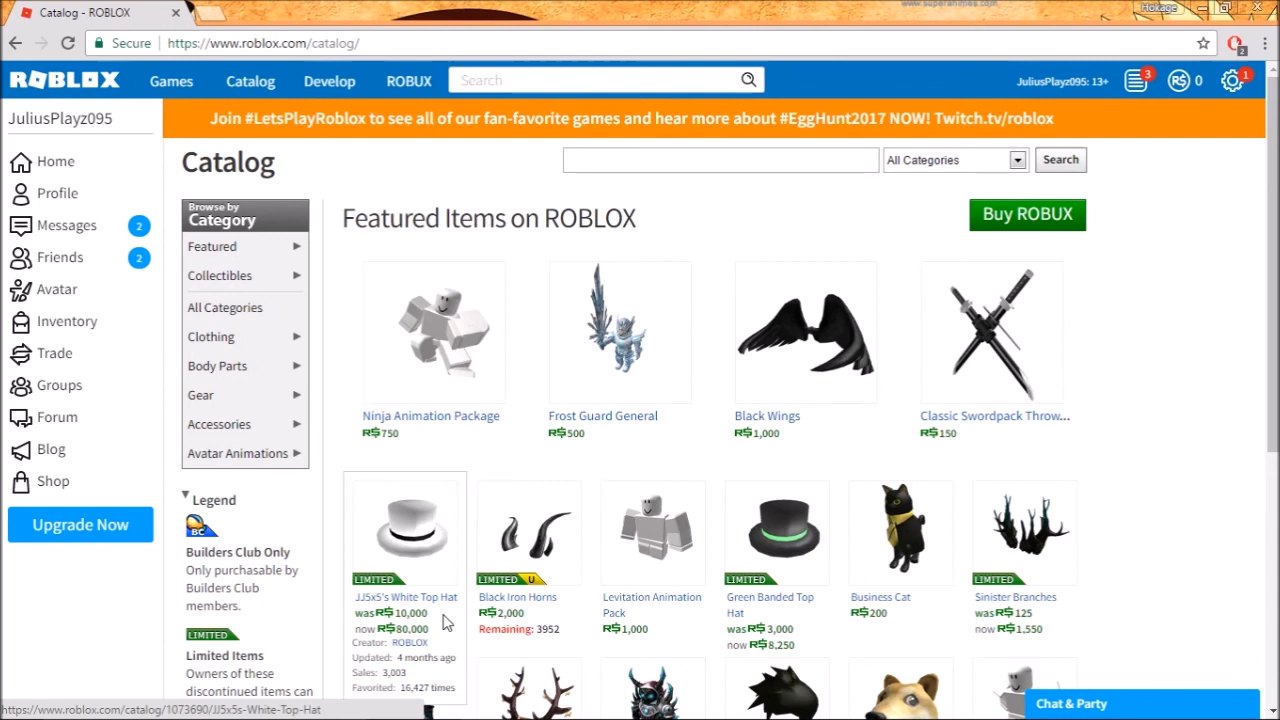 www.superanimes.com
Hokage
Catalog - ROBLOX
Secure
https://www.roblox.com/catalog/
2
ROBLOX
Games
Catalog
Develop
ROBUX
Search
JuliusPlayz095: 13+
3
R$ 0
1
JuliusPlayz095
Join #LetsPlayRoblox to see all of our fan-favorite games and hear more about #EggHunt2017 NOW! Twitch.tv/roblox
Home
Profile
Messages 2
Friends 2
Avatar
Inventory
Trade
Groups
Forum
Blog
Shop
Upgrade Now
Catalog
All Categories
Search
Browse by
Category
Featured
Collectibles
All Categories
Clothing
Body Parts
Gear
Accessories
Avatar Animations
Legend
BC
Builders Club Only
Only purchasable by
Builders Club
members.
LIMITED
Limited Items
Owners of these
discontinued items can
Featured Items on ROBLOX
Buy ROBUX
Ninja Animation Package
R$750
Frost Guard General
R$500
Black Wings
R$1,000
Classic Swordpack Throw...
R$150
LIMITED
JJ5x5's White Top Hat
was R$10,000
now R$80,000
Creator: ROBLOX
Updated: 4 months ago
Sales: 3,003
Favorited: 16,427 times
LIMITED U
Black Iron Horns
R$2,000
Remaining: 3952
Levitation Animation
Pack
R$1,000
LIMITED
Green Banded Top
Hat
was R$3,000
now R$8,250
Business Cat
R$200
LIMITED
Sinister Branches
was R$125
now R$1,550
Chat & Party
https://www.roblox.com/catalog/1073690/JJ5x5s-White-Top-Hat